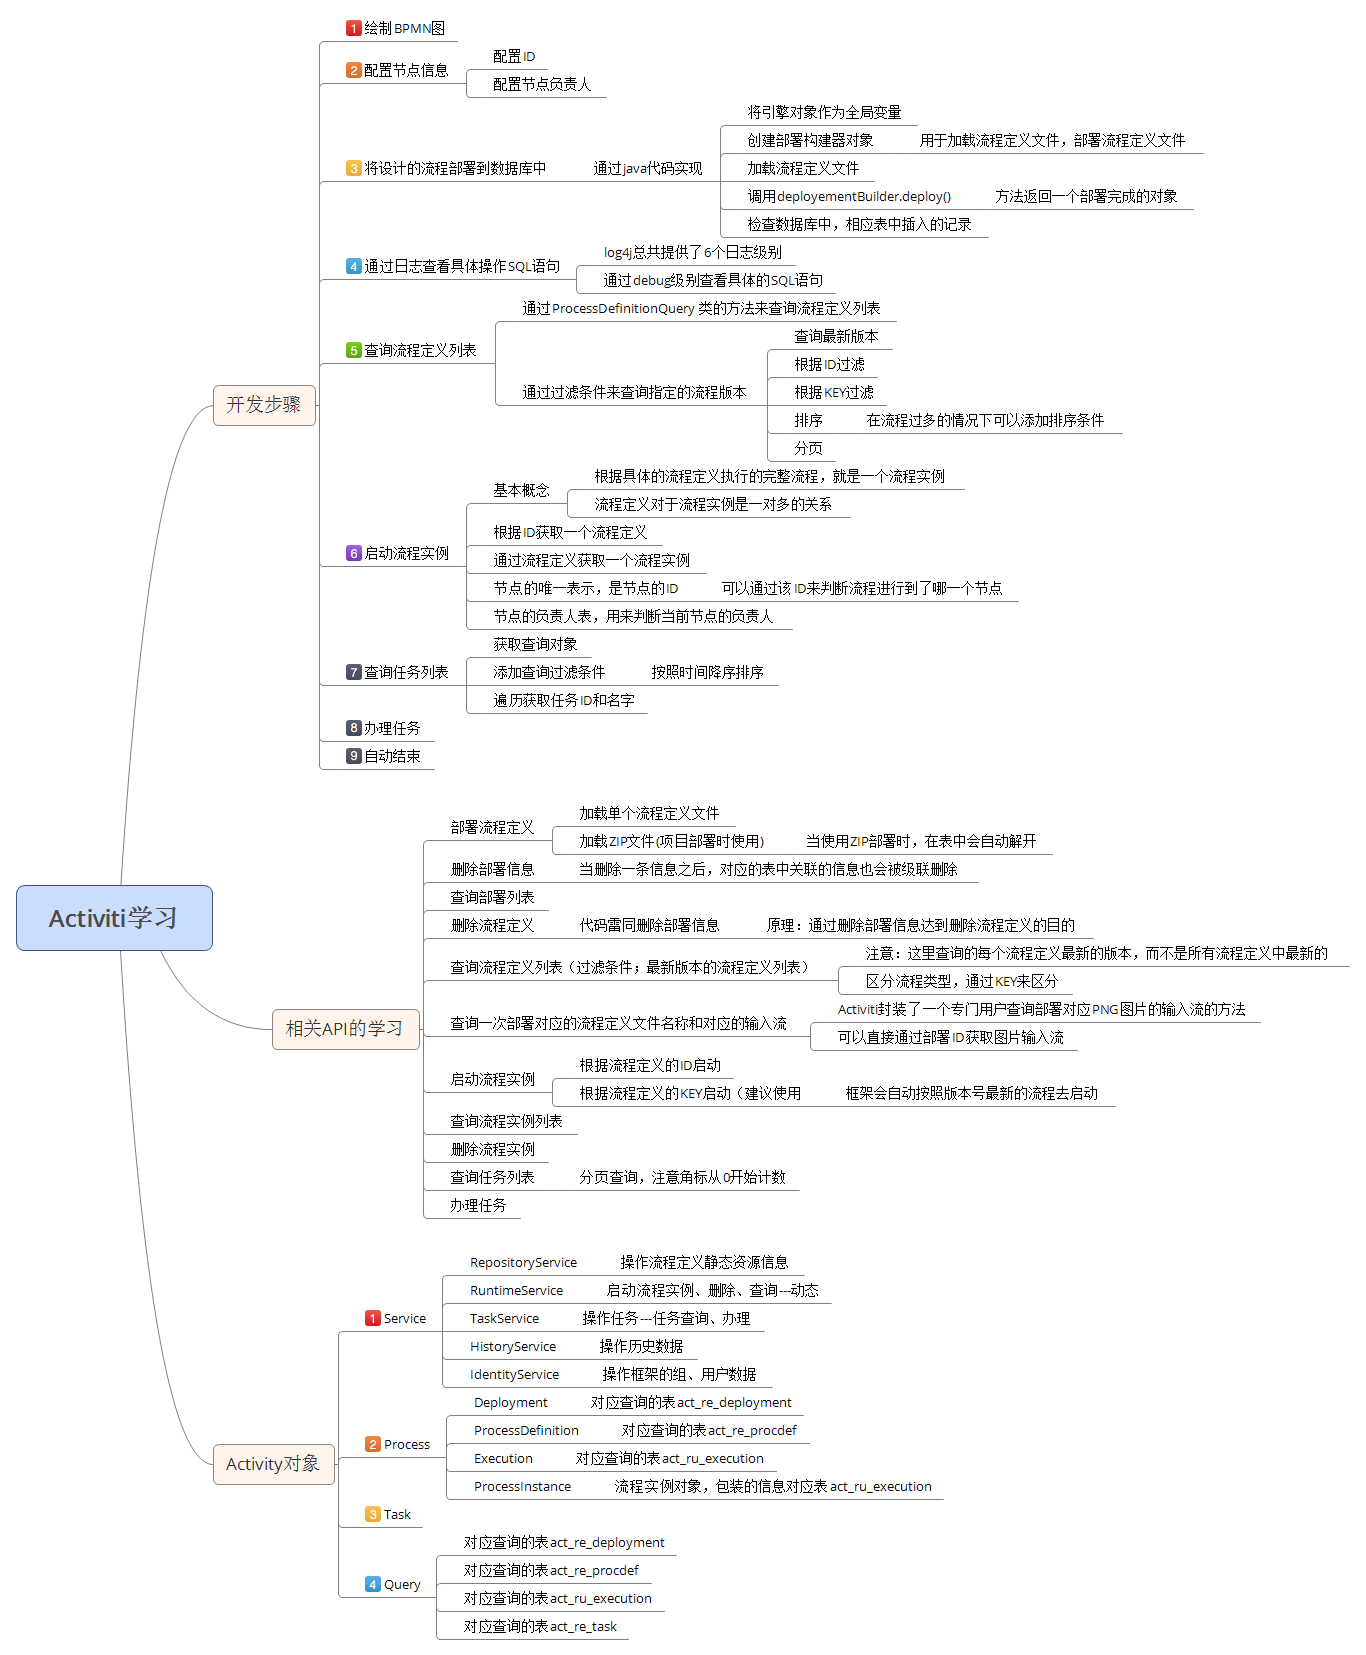 Activiti学习
开发步骤
1 绘制BPMN图
2 配置节点信息
配置ID
配置节点负责人
3 将设计的流程部署到数据库中
通过java代码实现
将引擎对象作为全局变量
创建部署构建器对象
用于加载流程定义文件，部署流程定义文件
加载流程定义文件
调用deployementBuilder.deploy()
方法返回一个部署完成的对象
检查数据库中，相应表中插入的记录
4 通过日志查看具体操作SQL语句
log4j总共提供了6个日志级别
通过debug级别查看具体的SQL语句
5 查询流程定义列表
通过ProcessDefinitionQuery 类的方法来查询流程定义列表
通过过滤条件来查询指定的流程版本
查询最新版本
根据ID过滤
根据KEY过滤
排序
在流程过多的情况下可以添加排序条件
分页
6 启动流程实例
基本概念
根据具体的流程定义执行的完整流程，就是一个流程实例
流程定义对于流程实例是一对多的关系
根据ID获取一个流程定义
通过流程定义获取一个流程实例
节点的唯一表示，是节点的ID
可以通过该ID来判断流程进行到了哪一个节点
节点的负责人表，用来判断当前节点的负责人
7 查询任务列表
获取查询对象
添加查询过滤条件
按照时间降序排序
遍历获取任务ID和名字
8 办理任务
9 自动结束
相关API的学习
部署流程定义
加载单个流程定义文件
加载ZIP文件(项目部署时使用)
当使用ZIP部署时，在表中会自动解开
删除部署信息
当删除一条信息之后，对应的表中关联的信息也会被级联删除
查询部署列表
删除流程定义
代码雷同删除部署信息
原理：通过删除部署信息达到删除流程定义的目的
查询流程定义列表（过滤条件；最新版本的流程定义列表）
注意：这里查询的每个流程定义最新的版本，而不是所有流程定义中最新的
区分流程类型，通过KEY来区分
查询一次部署对应的流程定义文件名称和对应的输入流
Activiti封装了一个专门用户查询部署对应PNG图片的输入流的方法
可以直接通过部署ID获取图片输入流
启动流程实例
根据流程定义的ID启动
根据流程定义的KEY启动（建议使用
框架会自动按照版本号最新的流程去启动
查询流程实例列表
删除流程实例
查询任务列表
分页查询，注意角标从0开始计数
办理任务
Activity对象
1 Service
RepositoryService
操作流程定义静态资源信息
RuntimeService
启动流程实例、删除、查询---动态
TaskService
操作任务---任务查询、办理
HistoryService
操作历史数据
IdentityService
操作框架的组、用户数据
2 Process
Deployment
对应查询的表act_re_deployment
ProcessDefinition
对应查询的表act_re_procdef
Execution
对应查询的表act_ru_execution
ProcessInstance
流程实例对象，包装的信息对应表act_ru_execution
3 Task
4 Query
对应查询的表act_re_deployment
对应查询的表act_re_procdef
对应查询的表act_ru_execution
对应查询的表act_re_task